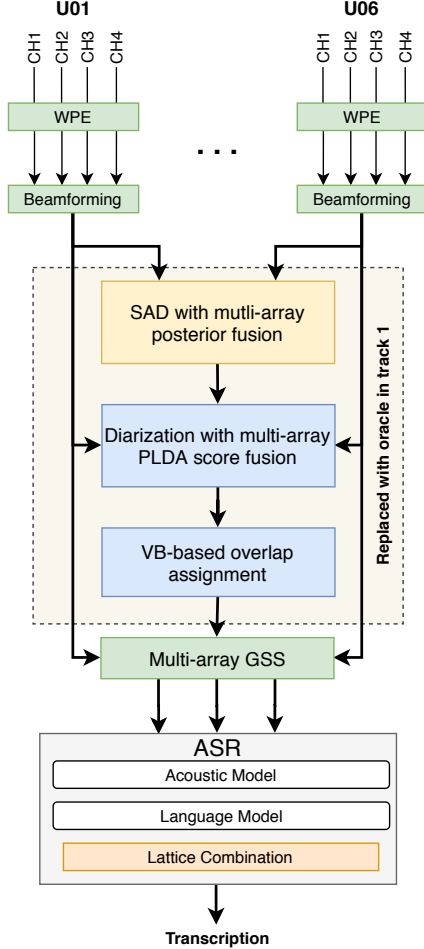 U01
U06
CH1
CH2
CH3
CH4
CH1
CH2
CH3
CH4
WPE
WPE
. . .
Beamforming
Beamforming
SAD with mutli-array
posterior fusion
Diarization with multi-array
PLDA score fusion
VB-based overlap
assignment
Replaced with oracle in track 1
Multi-array GSS
ASR
Acoustic Model
Language Model
Lattice Combination
Transcription